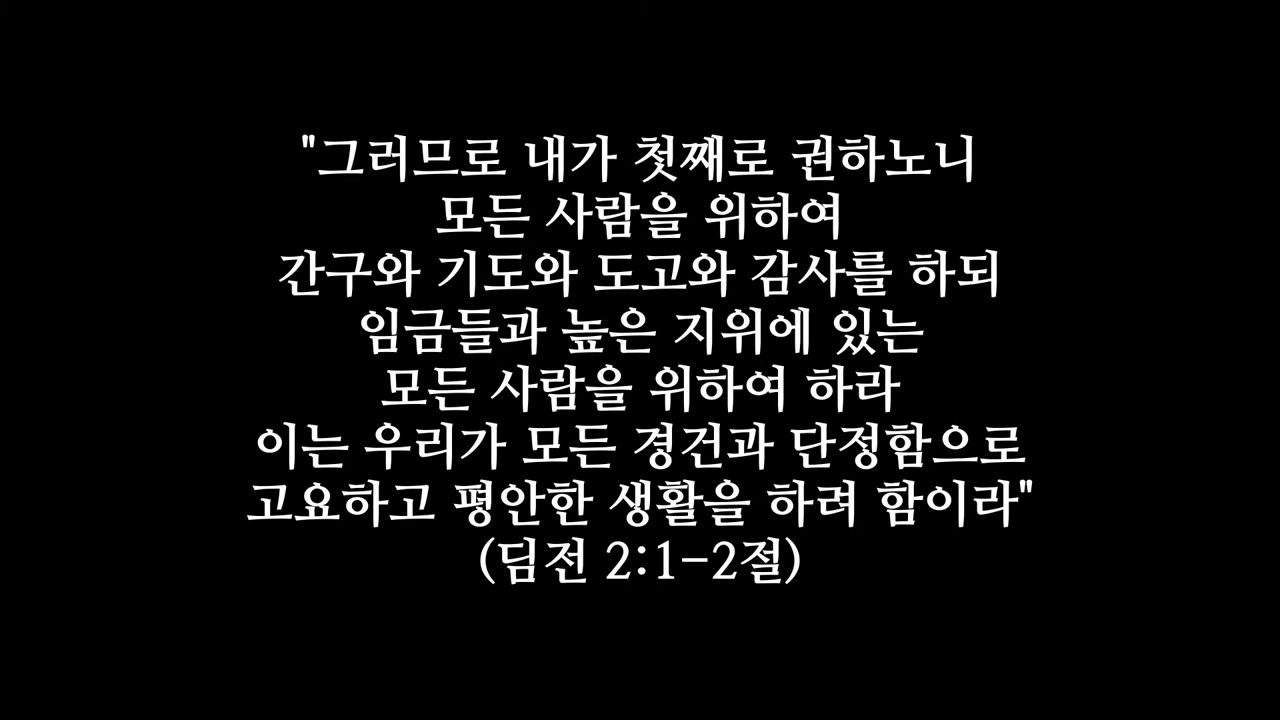 "그러므로 내가 첫째로 권하노니
모든 사람을 위하여
간구와 기도와 도고와 감사를 하되
임금들과 높은 지위에 있는
모든 사람을 위하여 하라
이는 우리가 모든 경건과 단정함으로
고요하고 평안한 생활을 하려 함이라"
(딤전 2:1-2절)